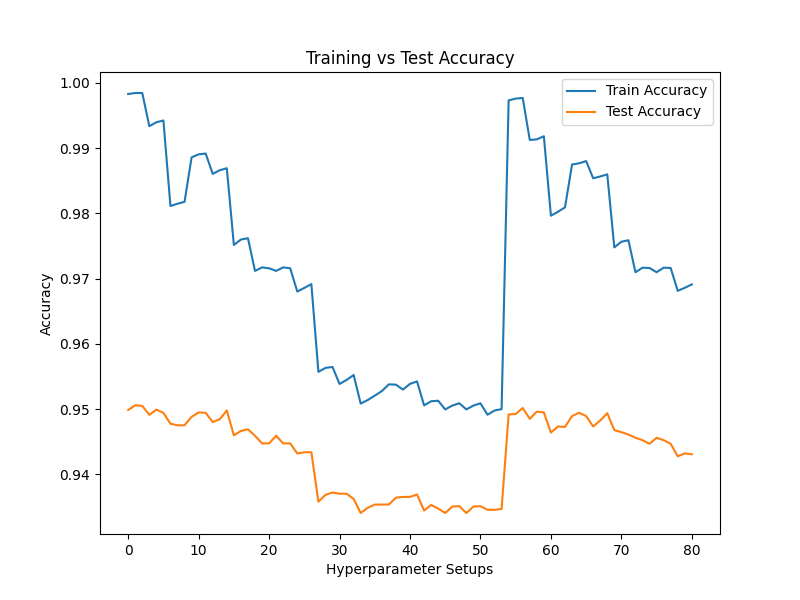 Training vs Test Accuracy
Train Accuracy
Test Accuracy
1.00
0.99
0.98
0.97
0.96
0.95
0.94
Accuracy
0 10 20 30 40 50 60 70 80
Hyperparameter Setups